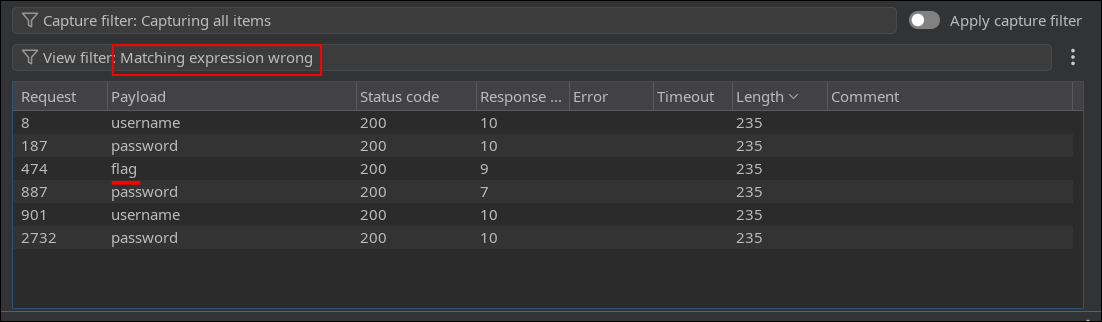 Capture filter: Capturing all items Apply capture filter
View filter: Matching expression wrong
Request Payload Status code Response ... Error Timeout Length Comment
8 username 200 10 235
187 password 200 10 235
474 flag 200 9 235
887 password 200 7 235
901 username 200 10 235
2732 password 200 10 235